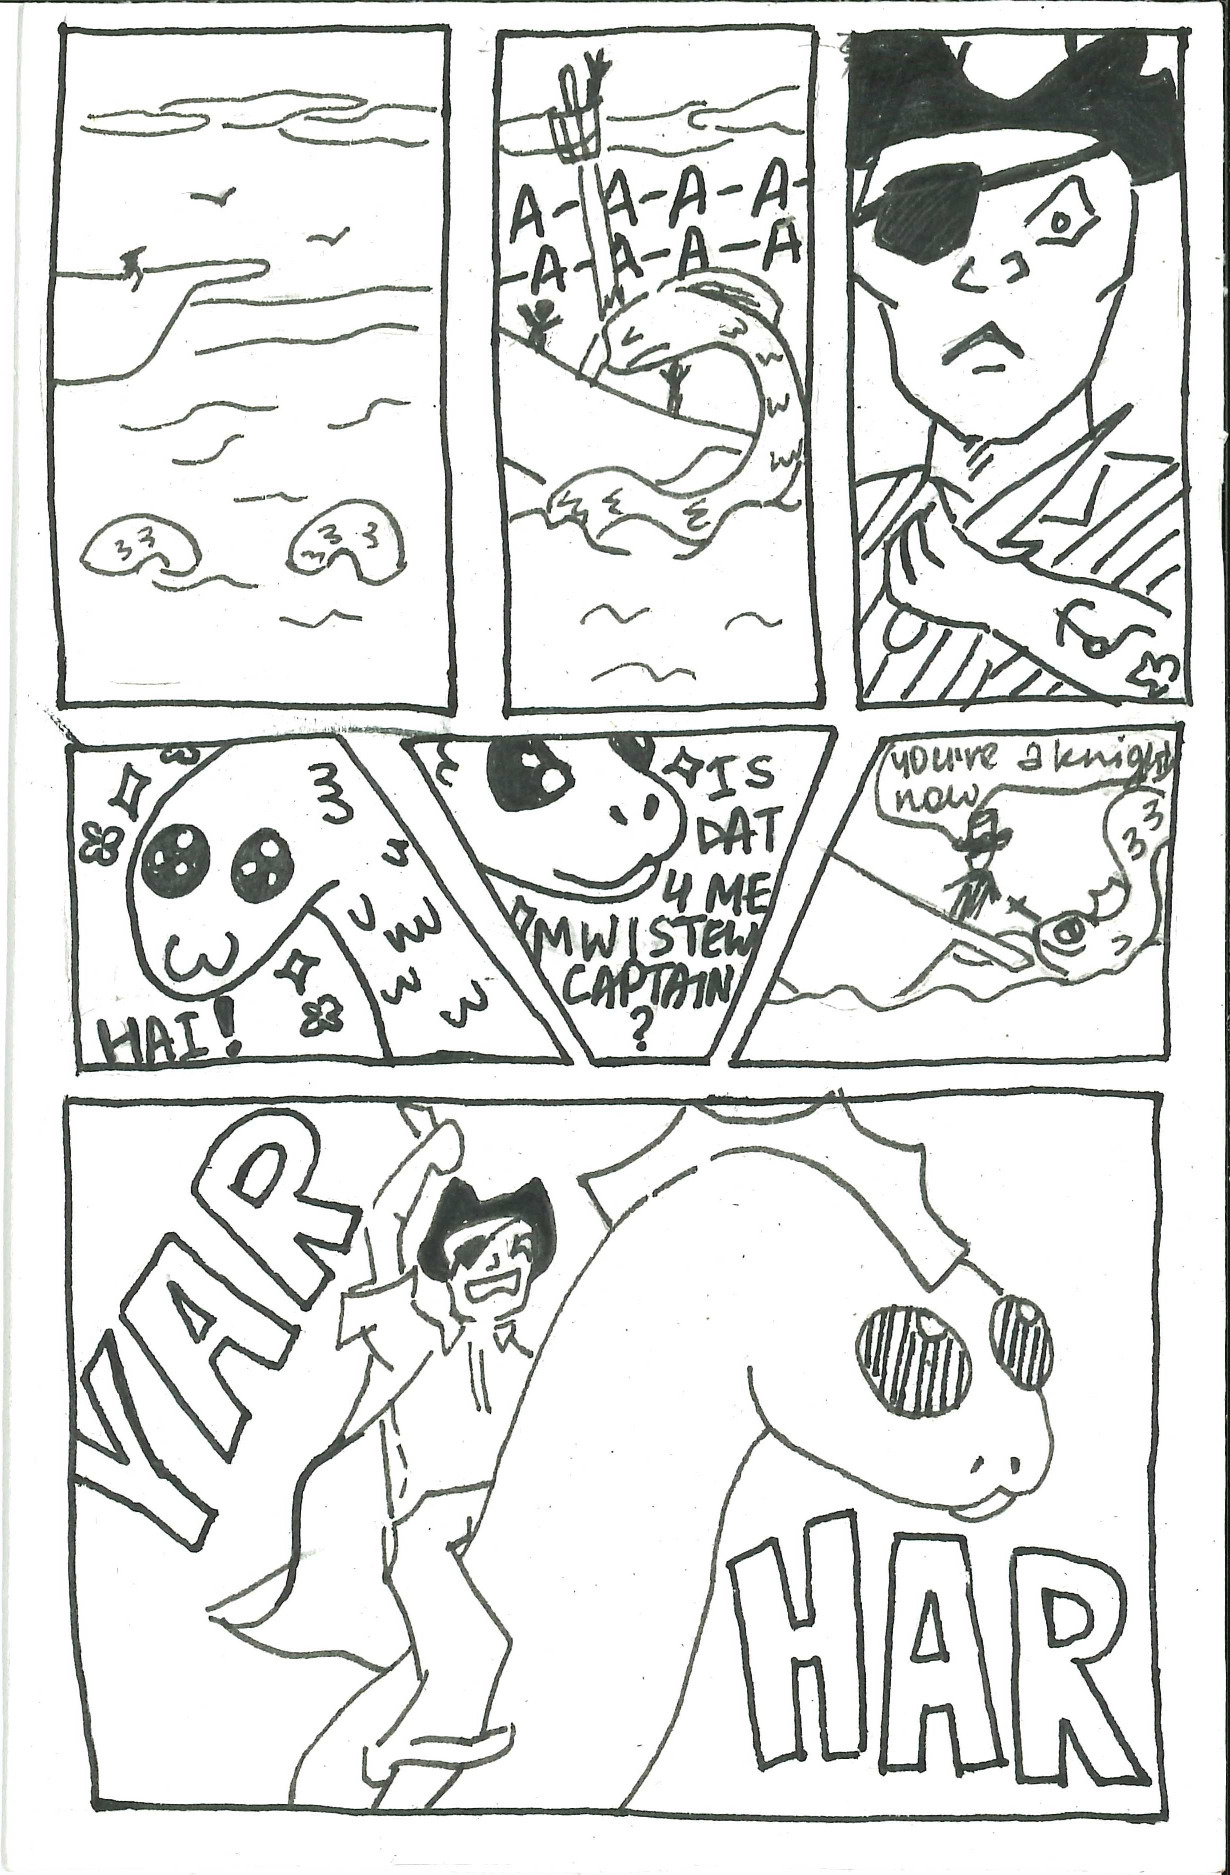 A-A-A-A-
-A-A-A-A
HAI!
IS
DAT
4 ME
MWISTEW
CAPTAIN
?
you're a knight
now
YAR
HAR